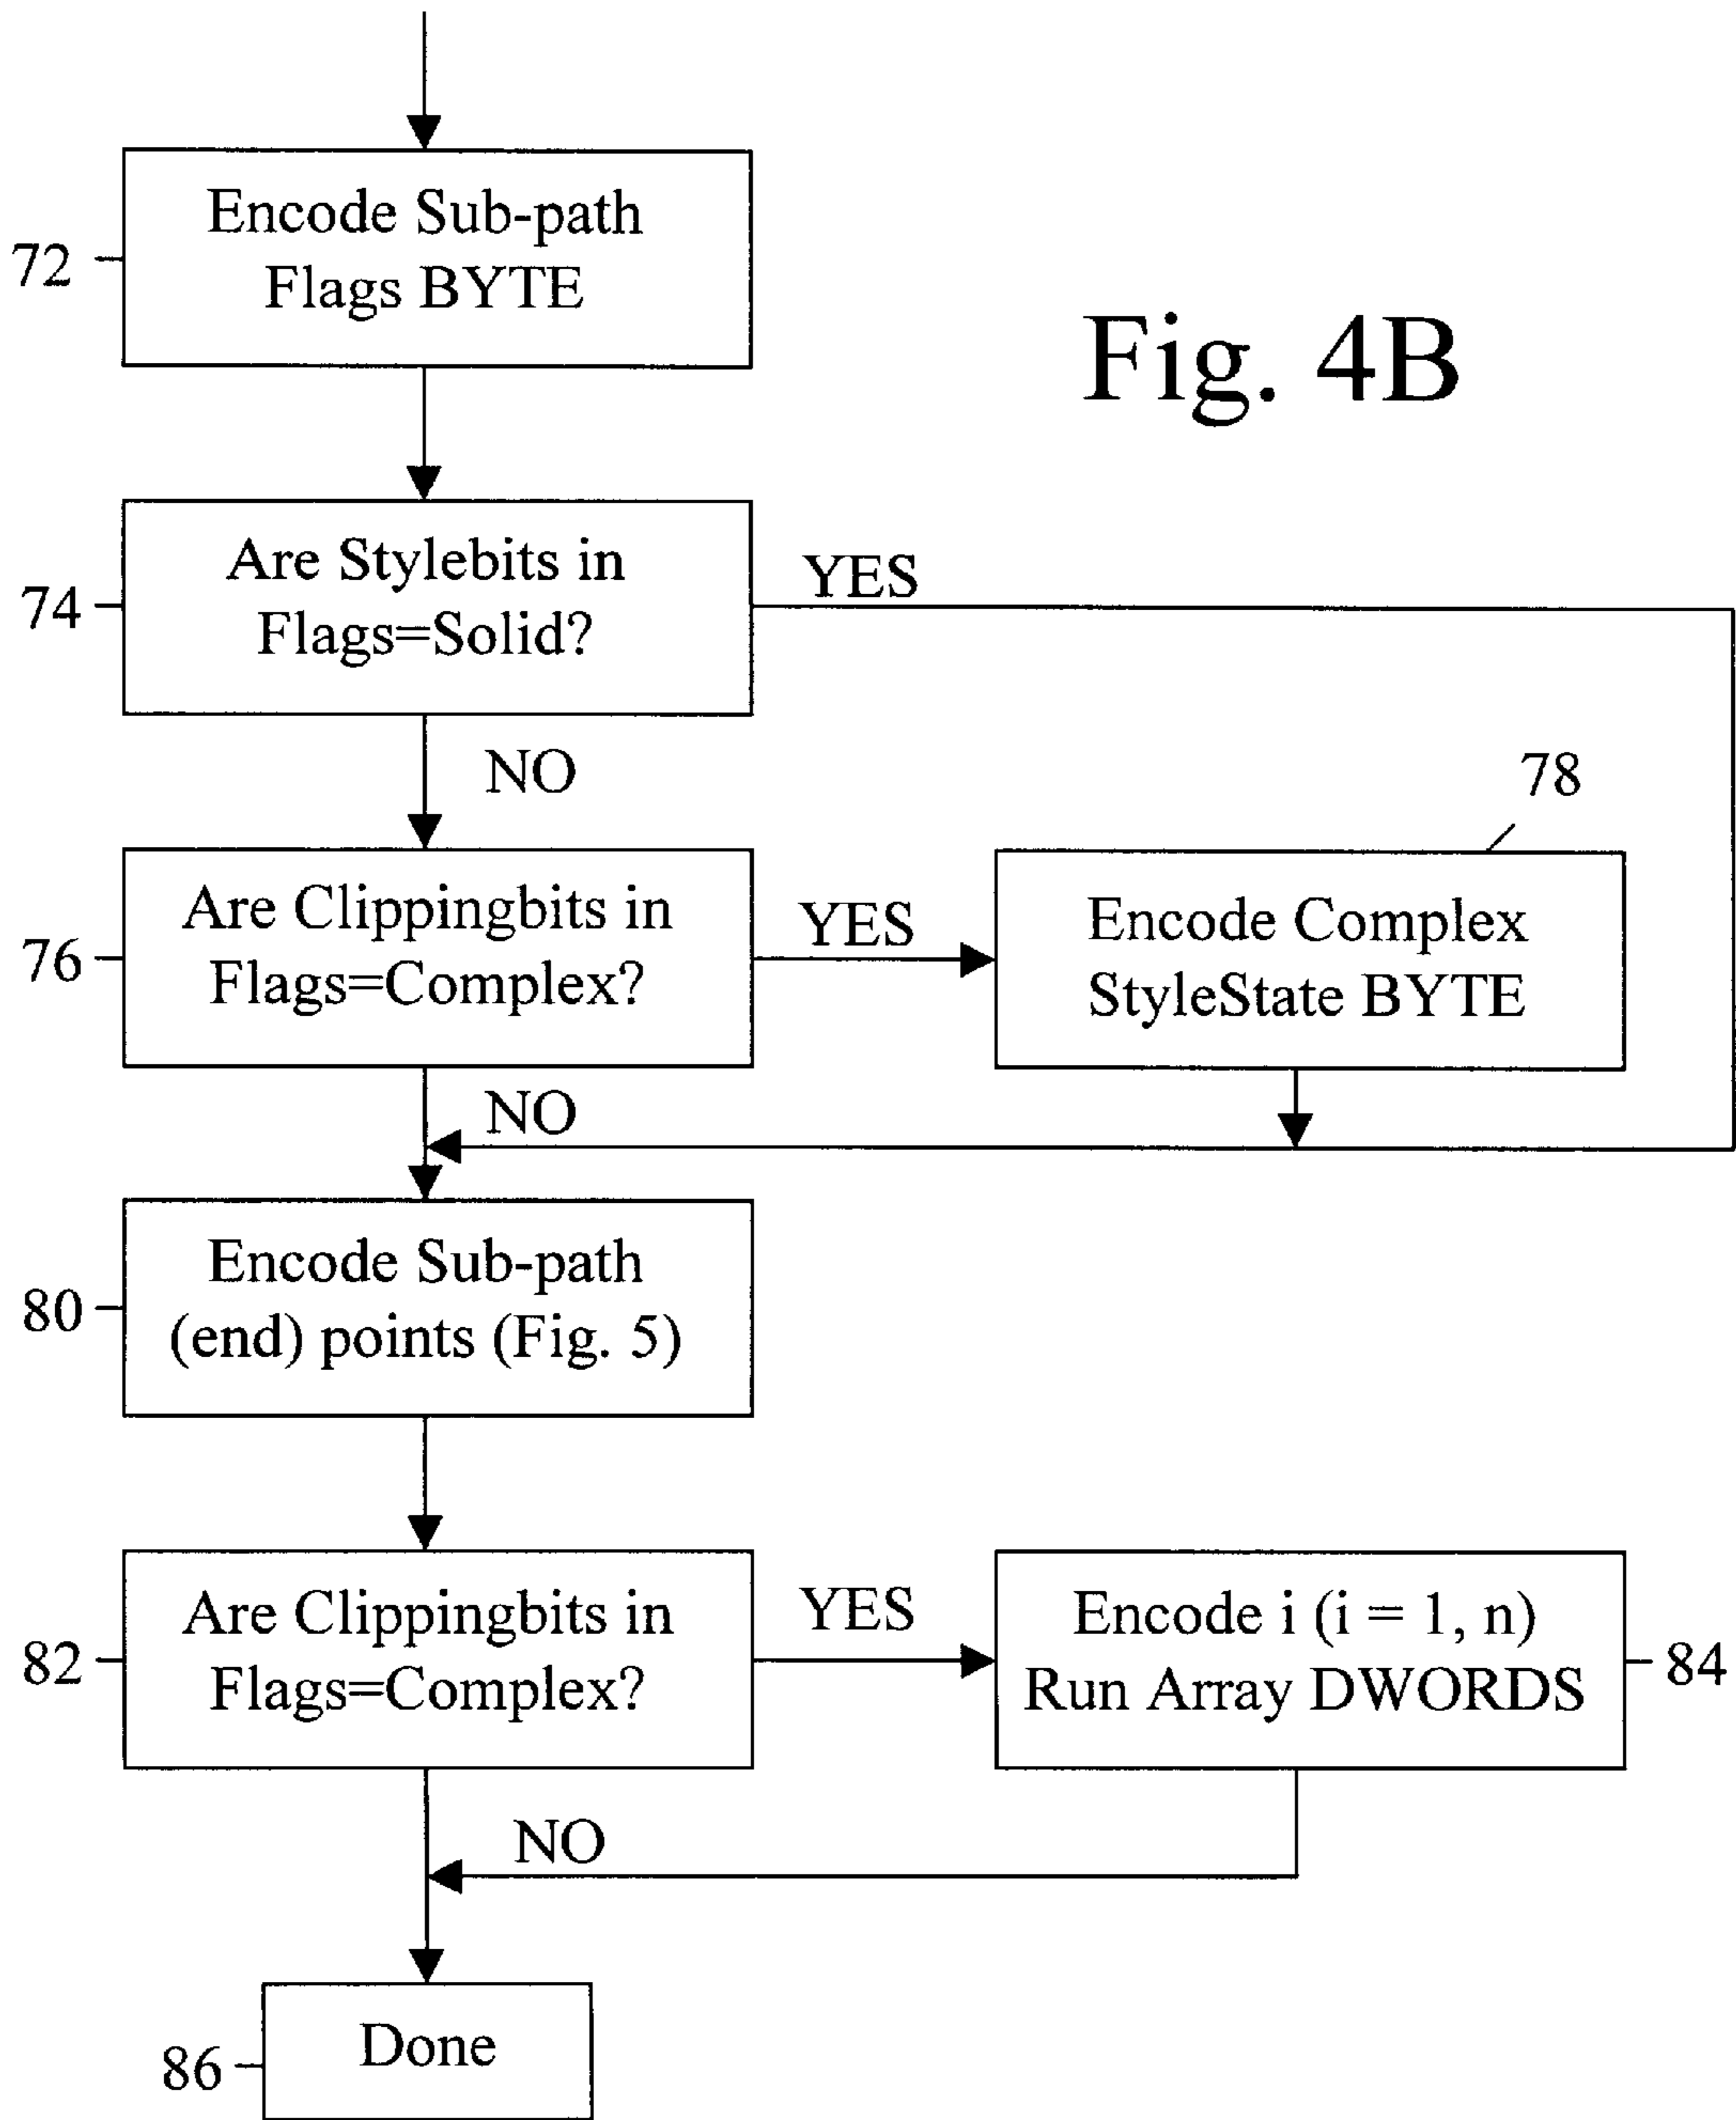 Encode Sub-path
Flags BYTE
72
Fig. 4B
Are Stylebits in
Flags=Solid?
74
YES
NO
78
Are Clippingbits in
Flags=Complex?
76
YES
Encode Complex
StyleState BYTE
NO
Encode Sub-path
(end) points (Fig. 5)
80
Are Clippingbits in
Flags=Complex?
82
YES
Encode i (i = 1, n)
Run Array DWORDS
84
NO
Done
86